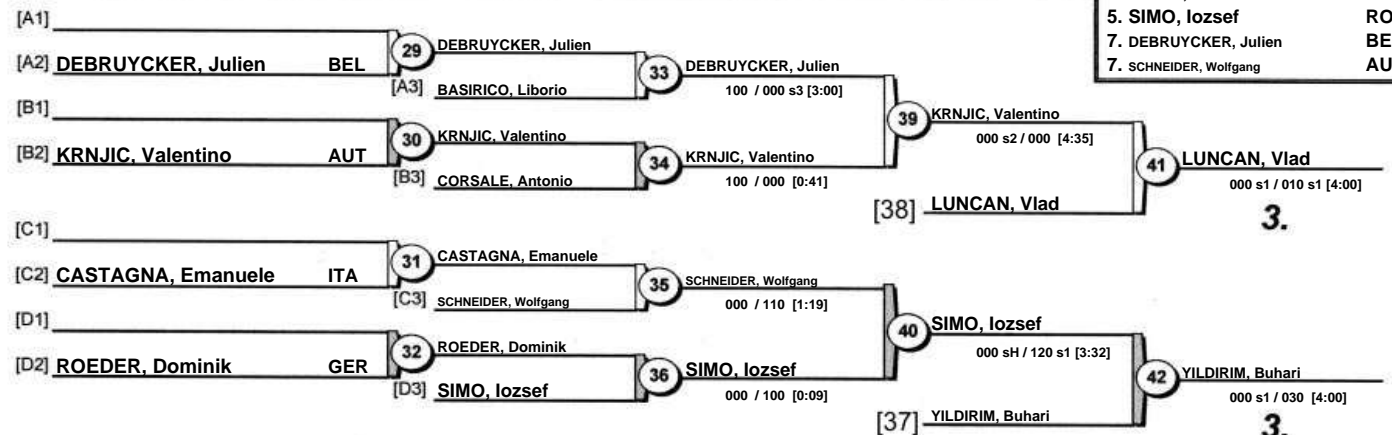 5. SIMO, Iozsef RO
7. DEBRUYCKER, Julien BE
7. SCHNEIDER, Wolfgang AU
[A1]
[A2] DEBRUYCKER, Julien BEL
29
[A3]
DEBRUYCKER, Julien
BASIRICO, Liborio
33
DEBRUYCKER, Julien
100 / 000 s3 [3:00]
[B1]
[B2] KRNJIC, Valentino AUT
30
[B3]
KRNJIC, Valentino
CORSALE, Antonio
34
KRNJIC, Valentino
100 / 000 [0:41]
39
KRNJIC, Valentino
000 s2 / 000 [4:35]
[38] LUNCAN, Vlad
41
LUNCAN, Vlad
000 s1 / 010 s1 [4:00]
3.
[C1]
[C2] CASTAGNA, Emanuele ITA
31
[C3]
CASTAGNA, Emanuele
SCHNEIDER, Wolfgang
35
SCHNEIDER, Wolfgang
000 / 110 [1:19]
[D1]
[D2] ROEDER, Dominik GER
32
[D3]
ROEDER, Dominik
SIMO, Iozsef
36
SIMO, Iozsef
000 / 100 [0:09]
40
SIMO, Iozsef
000 sH / 120 s1 [3:32]
[37] YILDIRIM, Buhari
42
YILDIRIM, Buhari
000 s1 / 030 [4:00]
3.